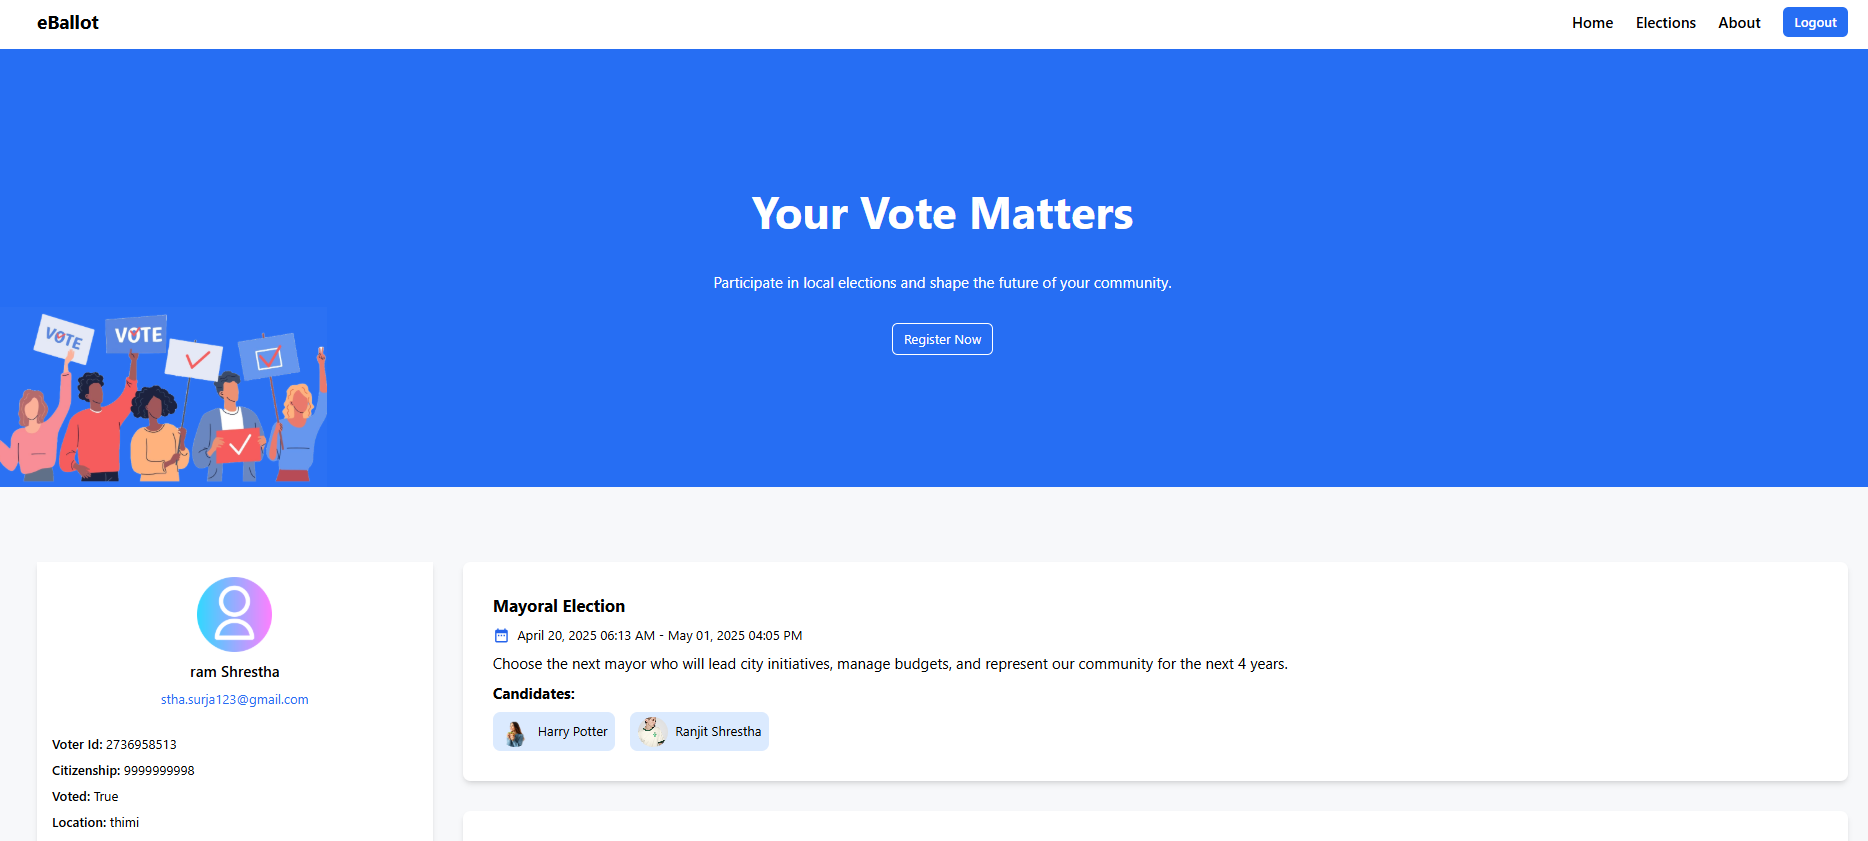 eBallot
Home Elections About Logout
Your Vote Matters
Participate in local elections and shape the future of your community.
Register Now
VOTE VOTE
ram Shrestha
stha.surja123@gmail.com
Voter Id: 2736958513
Citizenship: 9999999998
Voted: True
Location: thimi
Mayoral Election
April 20, 2025 06:13 AM - May 01, 2025 04:05 PM
Choose the next mayor who will lead city initiatives, manage budgets, and represent our community for the next 4 years.
Candidates:
Harry Potter Ranjit Shrestha